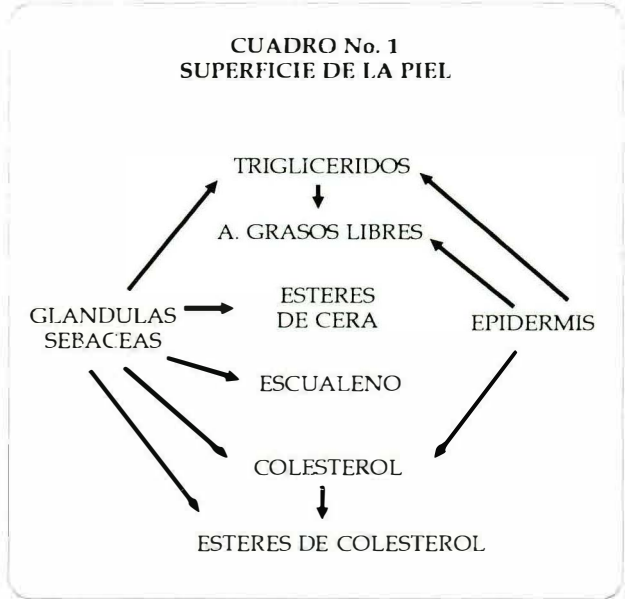 CUADRO No. 1
SUPERFICIE DE LA PIEL
TRIGLICERIDOS
A. GRASOS LIBRES
ESTERES
DE CERA
GLANDULAS
SEBACEAS
EPIDERMIS
ESCUALENO
COLESTEROL
ESTERES DE COLESTEROL